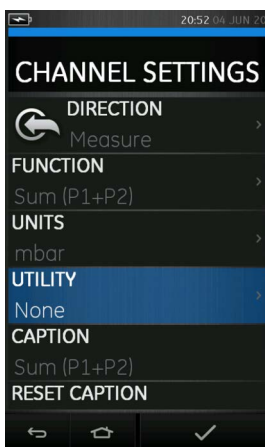 20:52 04 JUN 20
CHANNEL SETTINGS
DIRECTION
Measure
FUNCTION
Sum (P1+P2)
UNITS
mbar
UTILITY
None
CAPTION
Sum (P1+P2)
RESET CAPTION